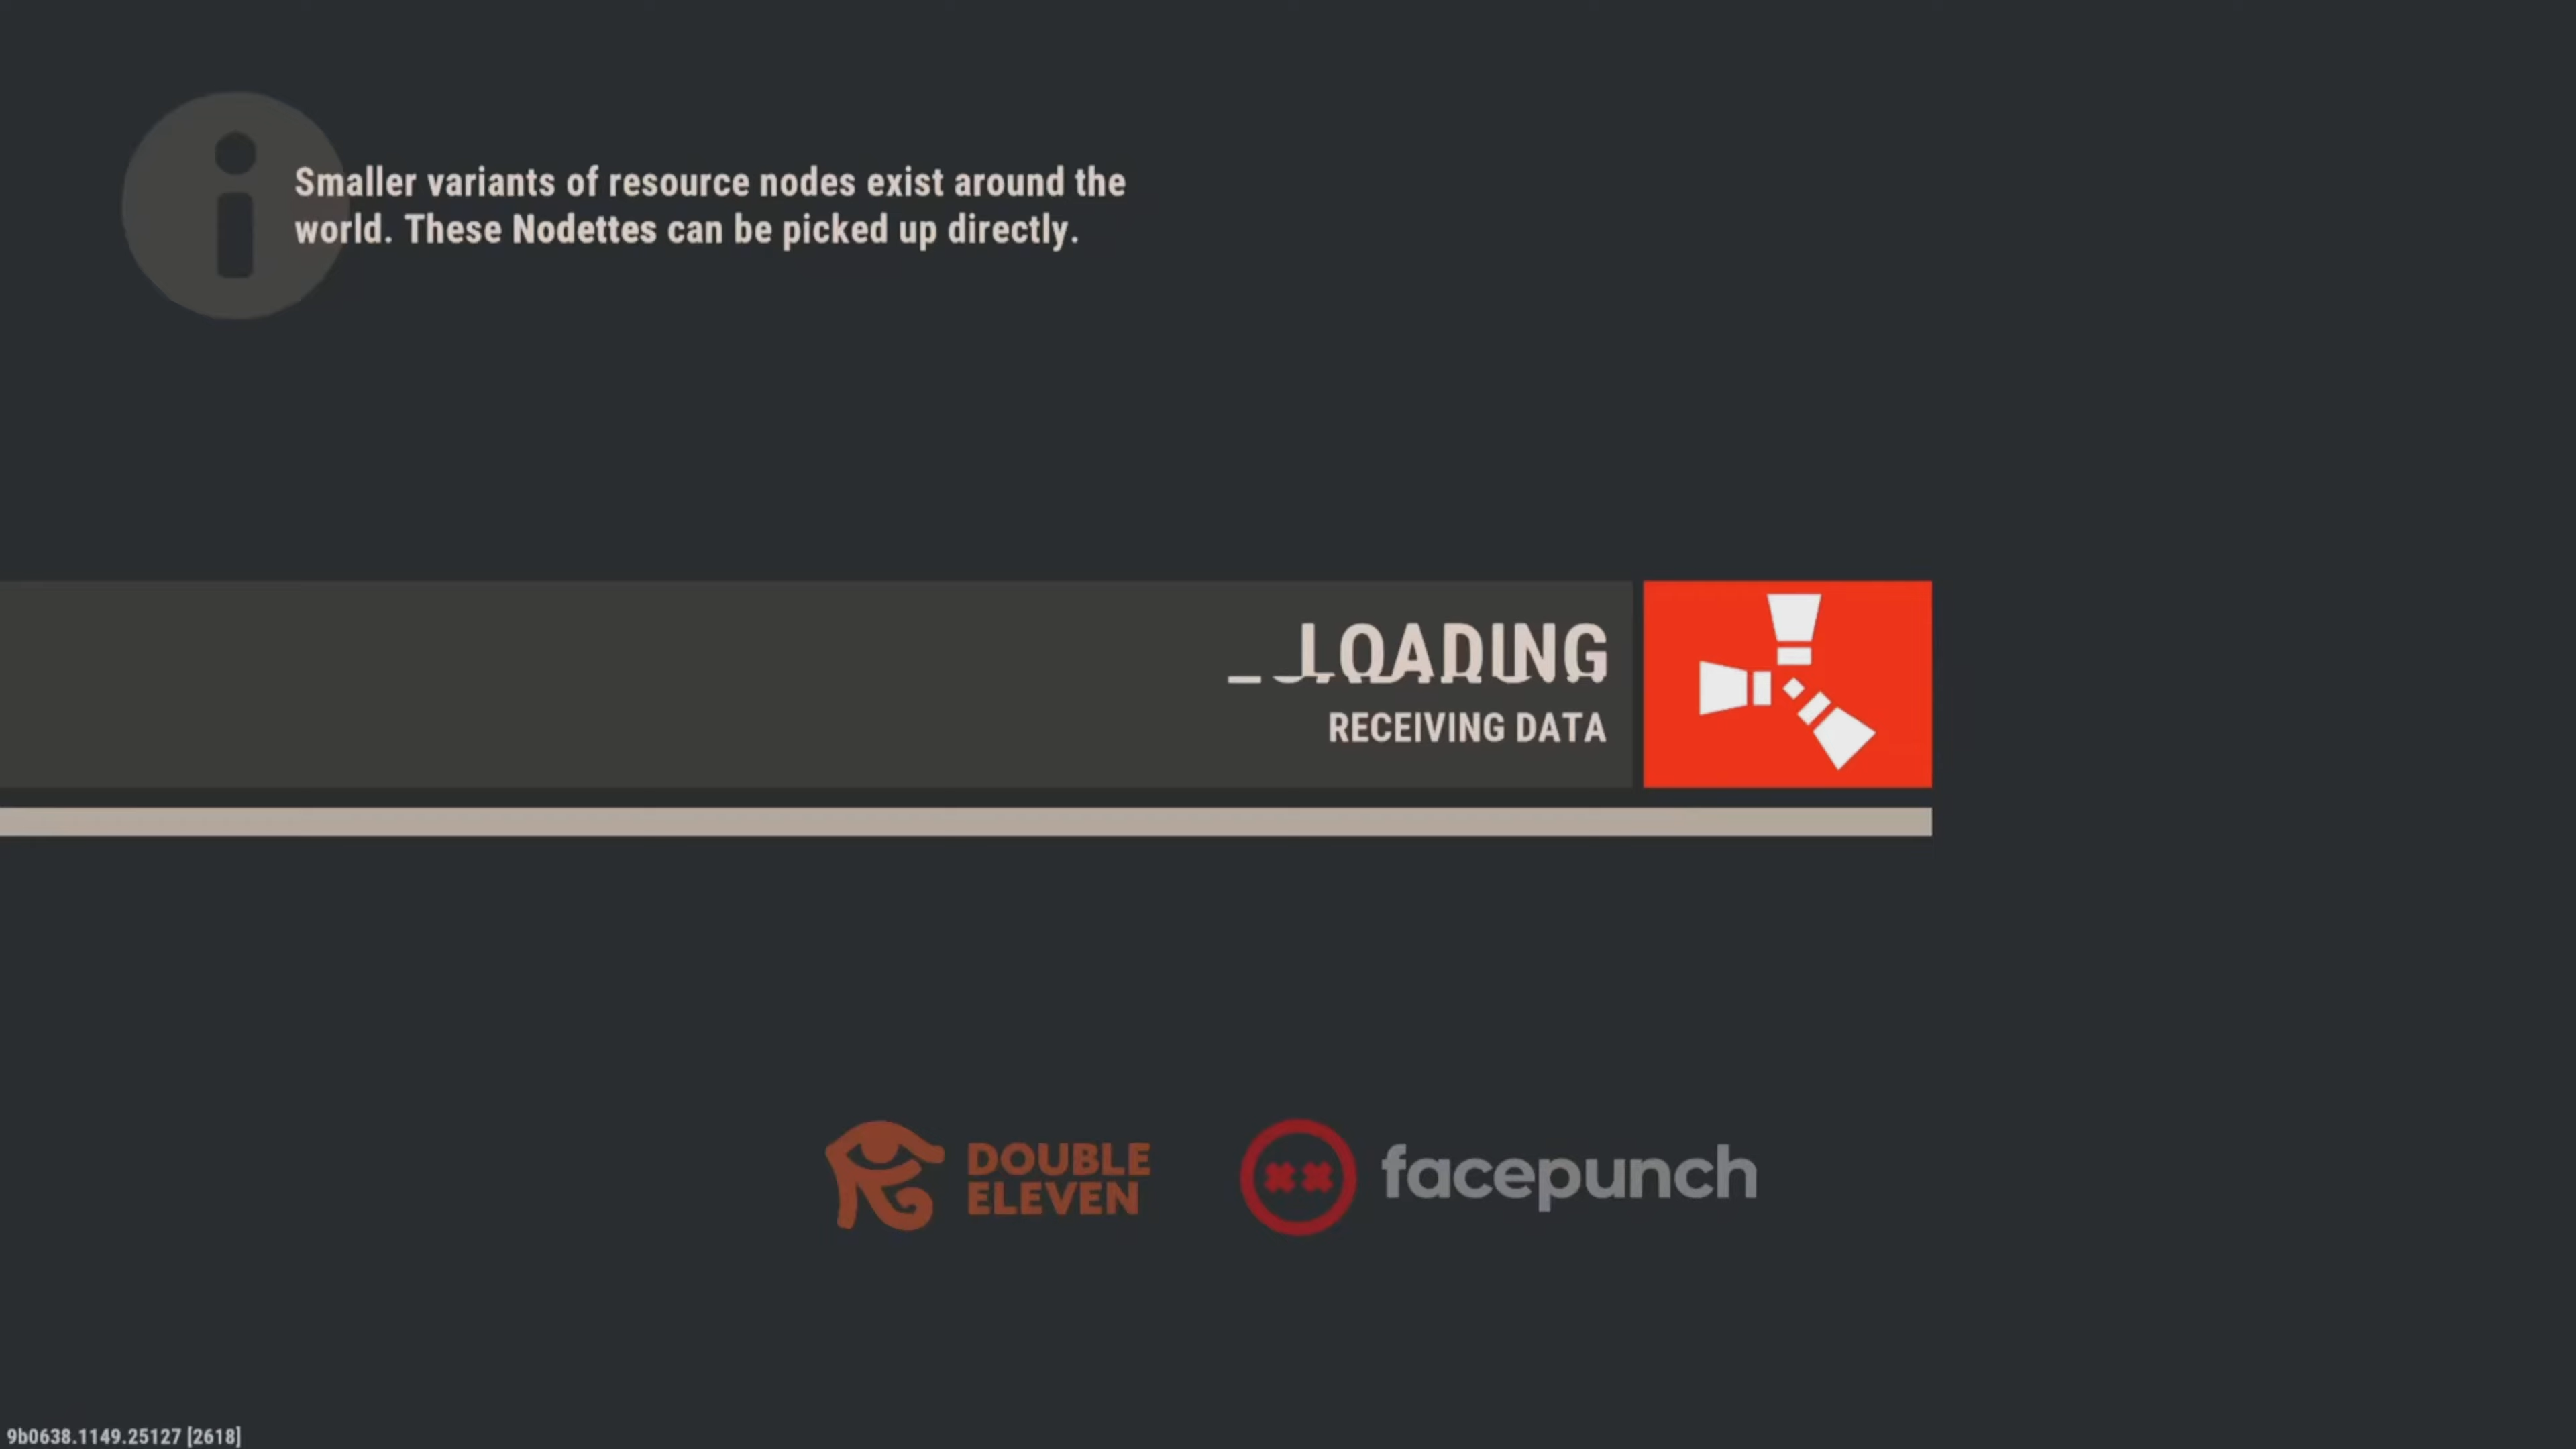 Smaller variants of resource nodes exist around the
world. These Nodettes can be picked up directly.
LOADING
RECEIVING DATA
DOUBLE
ELEVEN
facepunch
9b0638.1149.25127 [2618]